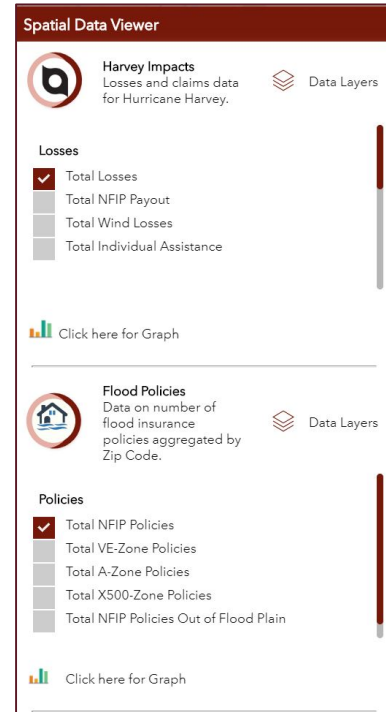 Spatial Data Viewer
Harvey Impacts
Losses and claims data
for Hurricane Harvey.
Data Layers
Losses
Total Losses
Total NFIP Payout
Total Wind Losses
Total Individual Assistance
Click here for Graph
Flood Policies
Data on number of
flood insurance
policies aggregated by
Zip Code.
Data Layers
Policies
Total NFIP Policies
Total VE-Zone Policies
Total A-Zone Policies
Total X500-Zone Policies
Total NFIP Policies Out of Flood Plain
Click here for Graph